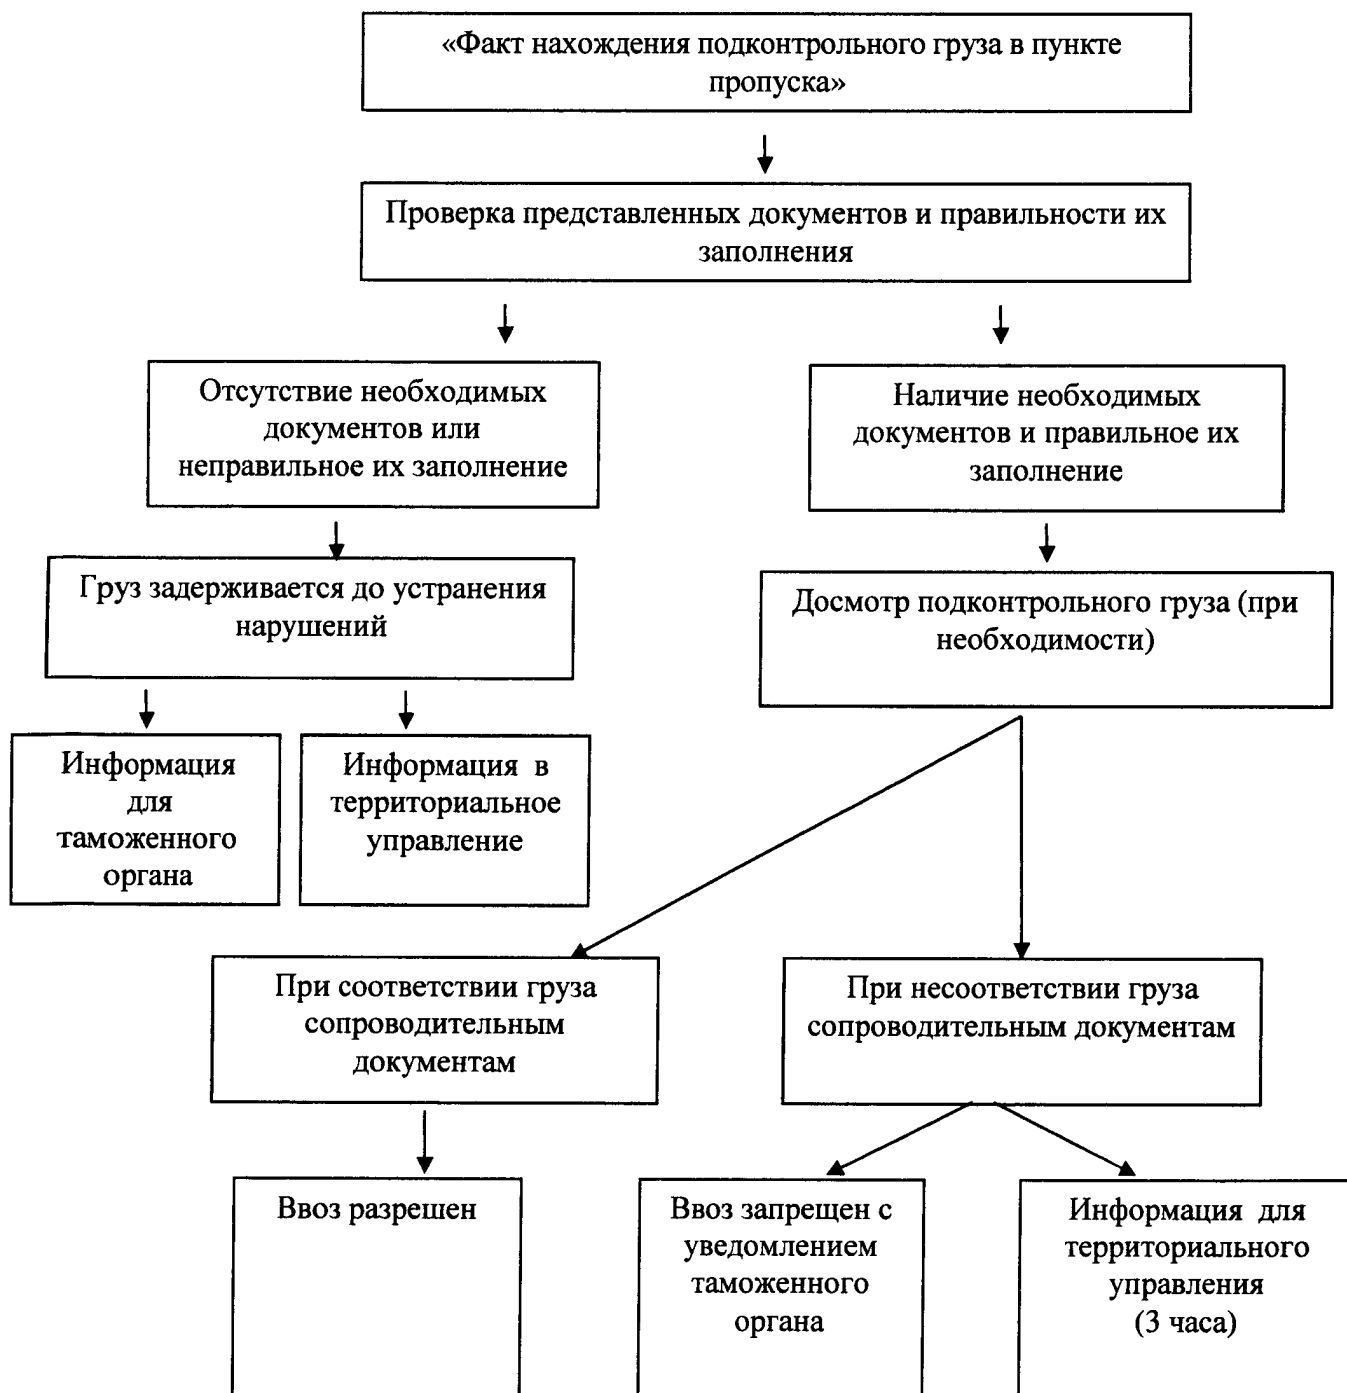 «Факт нахождения подконтрольного груза в пункте
пропуска»
Проверка представленных документов и правильности их
заполнения
Отсутствие необходимых
документов или
неправильное их заполнение
Наличие необходимых
документов и правильное их
заполнение
Груз задерживается до устранения
нарушений
Досмотр подконтрольного груза (при
необходимости)
Информация
для
таможенного
органа
Информация в
территориальное
управление
При соответствии груза
сопроводительным
документам
При несоответствии груза
сопроводительным документам
Ввоз разрешен
Ввоз запрещен с
уведомлением
таможенного
органа
Информация для
территориального
управления
(3 часа)